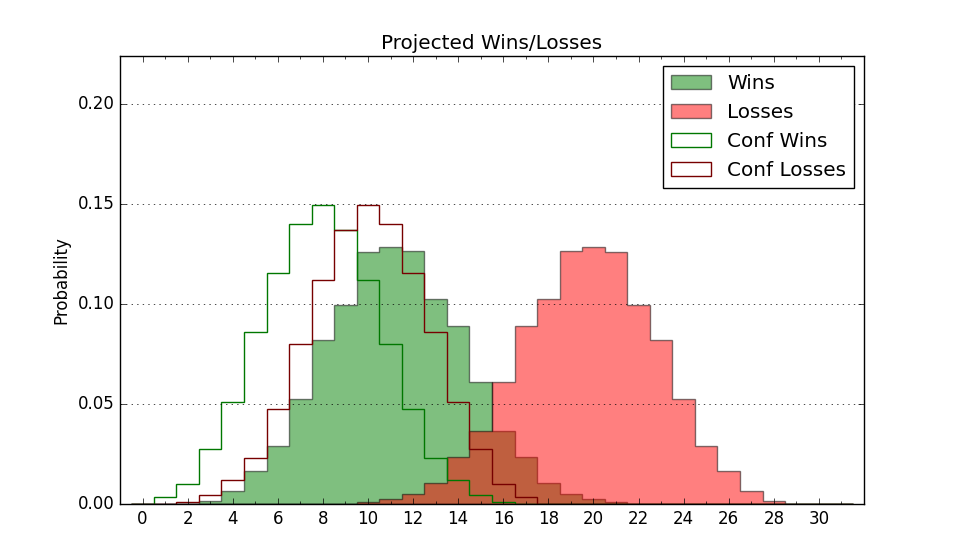 Projected Wins/Losses
Wins
Losses
Conf Wins
Conf Losses
Probability
0.20
0.15
0.10
0.05
0.00
0 2 4 6 8 10 12 14 16 18 20 22 24 26 28 30